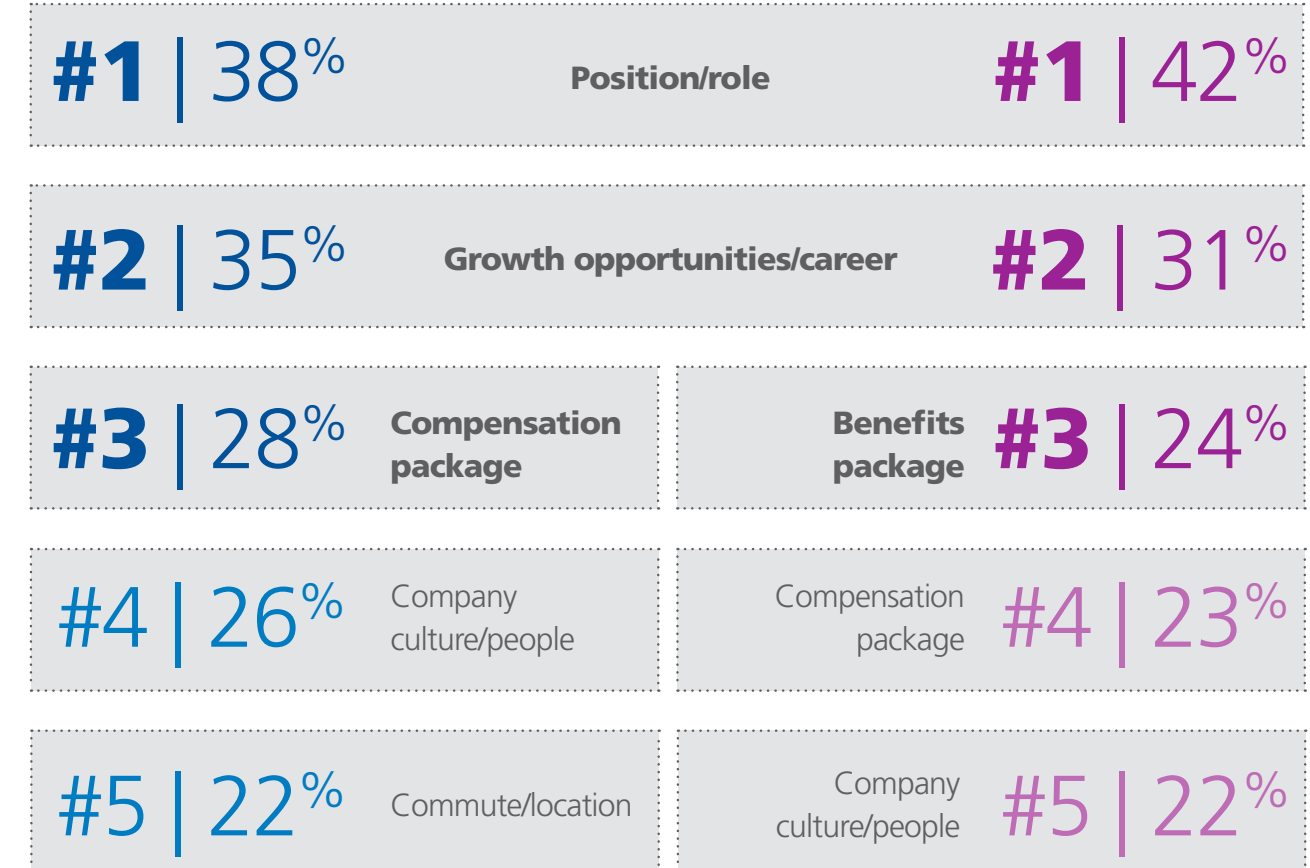 #1 | 38% Position/role #1 | 42%
#2 | 35% Growth opportunities/career #2 | 31%
#3 | 28% Compensation
package
Benefits
package #3 | 24%
#4 | 26% Company
culture/people
Compensation
package #4 | 23%
#5 | 22% Commute/location
Company
culture/people #5 | 22%